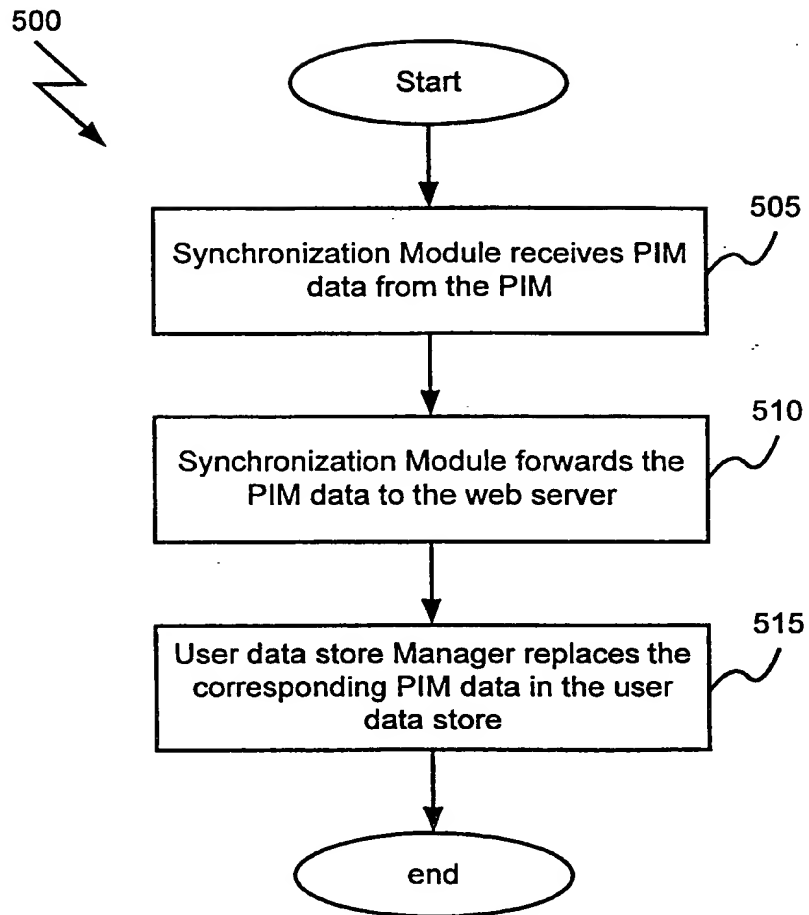 500
Start
505
Synchronization Module receives PIM
data from the PIM
510
Synchronization Module forwards the
PIM data to the web server
515
User data store Manager replaces the
corresponding PIM data in the user
data store
end